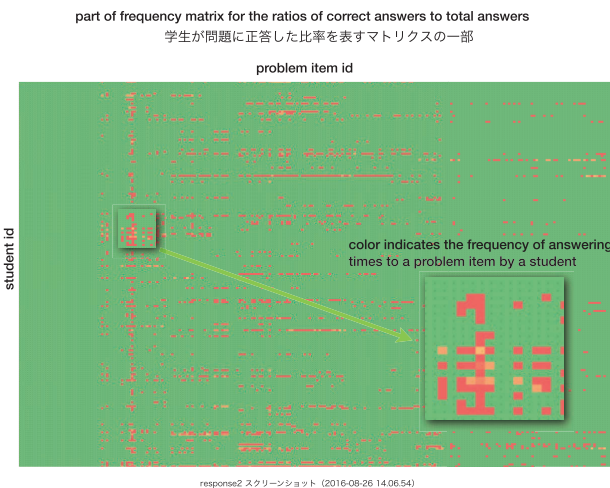 part of frequency matrix for the ratios of correct answers to total answers
学生が問題に正答した比率を表すマトリクスの一部
problem item id
student id
color indicates the frequency of answering
times to a problem item by a student
response2 スクリーンショット（2016-08-26 14.06.54）